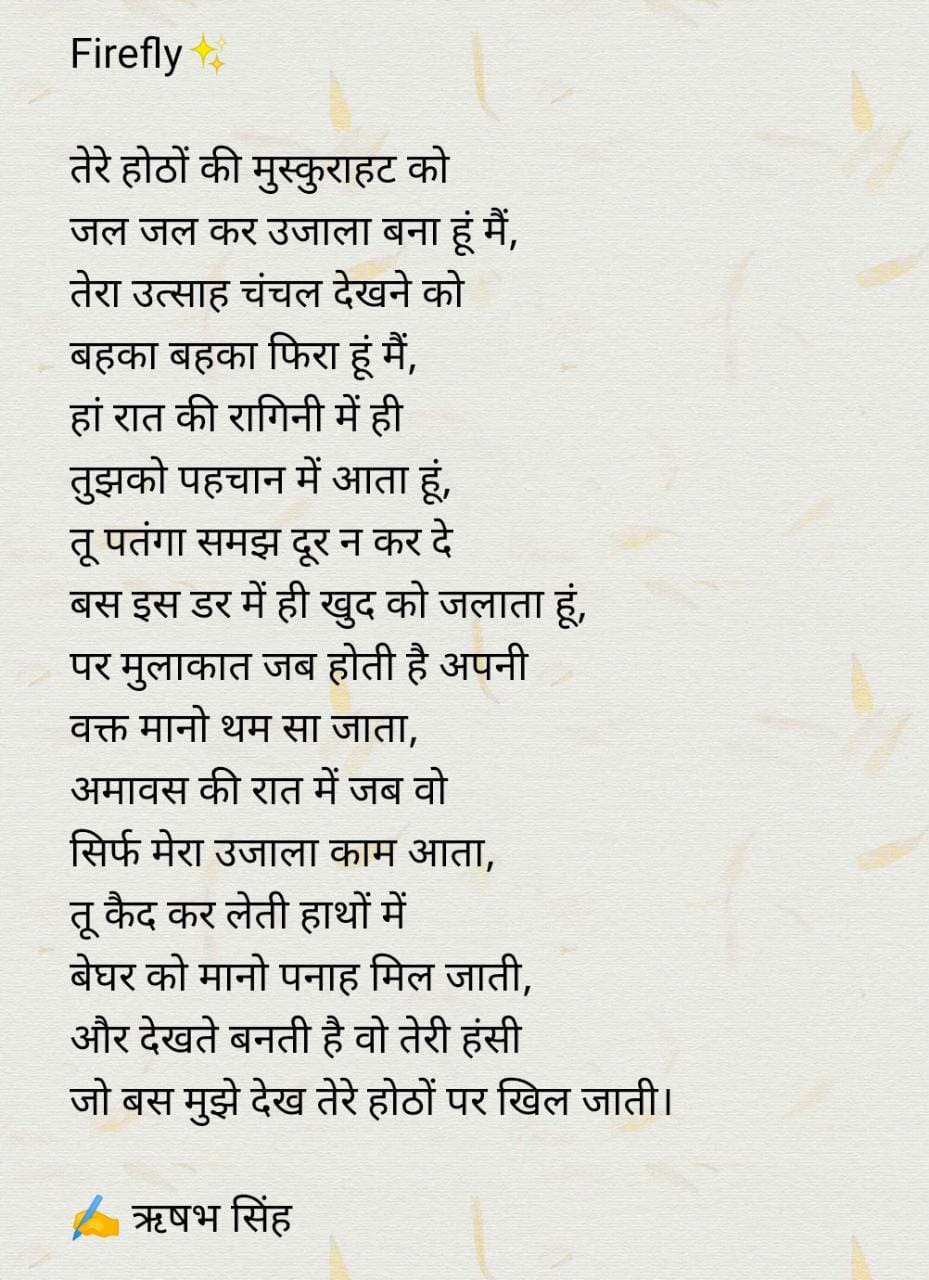 Firefly✨
तेरे होठों की मुस्कुराहट को
जल जल कर उजाला बना हूं मैं,
तेरा उत्साह चंचल देखने को
बहका बहका फिरा हूं मैं,
हां रात की रागिनी में ही
तुझको पहचान में आता हूं,
तू पतंगा समझ दूर न कर दे
बस इस डर में ही खुद को जलाता हूं,
पर मुलाकात जब होती है अपनी
वक्त मानो थम सा जाता,
अमावस की रात में जब वो
सिर्फ मेरा उजाला काम आता,
तू कैद कर लेती हाथों में
बेघर को मानो पनाह मिल जाती,
और देखते बनती है वो तेरी हंसी
जो बस मुझे देख तेरे होठों पर खिल जाती।
✍️ ऋषभ सिंह